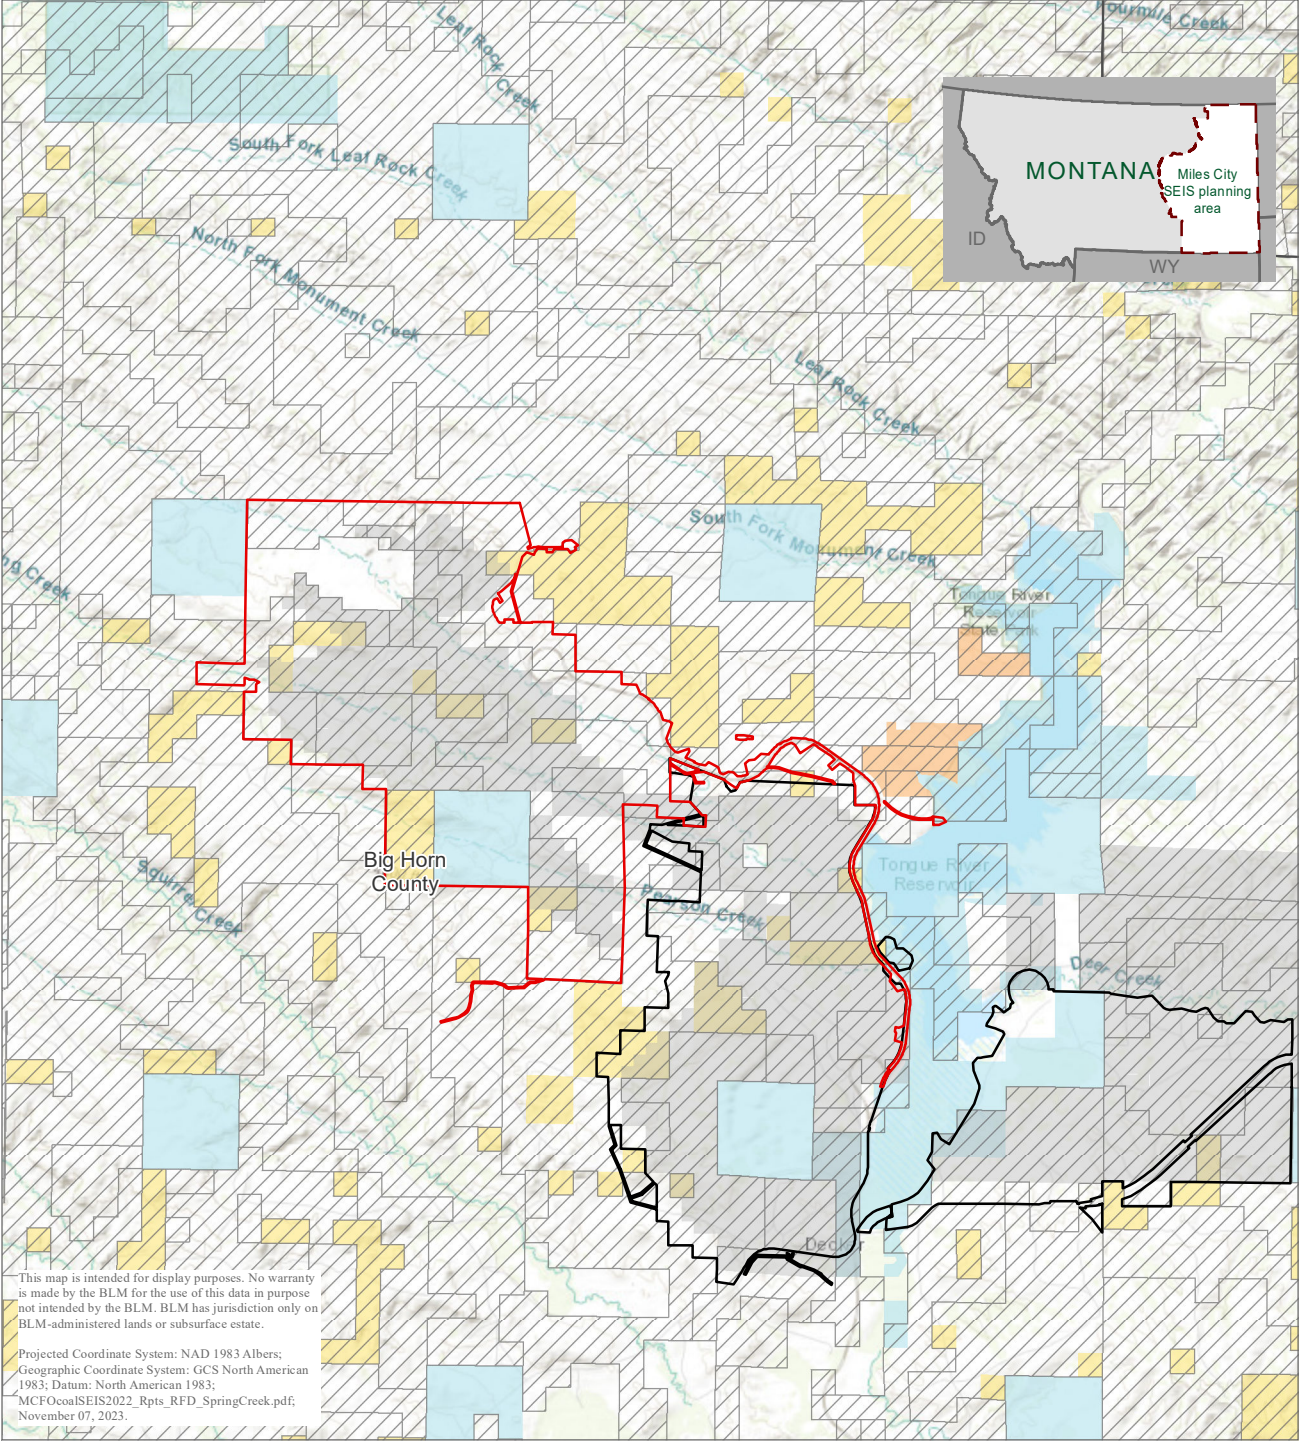 Leaf Rock
Creek
Fourmile Creek
South Fork Leaf Rock Creek
MONTANA
Miles City
SEIS planning
area
ID
WY
North Fork Monument Creek
Leaf Rock Creek
South Fork Monument Creek
ng Creek
Tongue River
Reservoir
State Park
Big Horn
County
Tongue River
Reservoir
Squirrel Creek
Pearson Creek
Deer Creek
Decker
This map is intended for display purposes. No warranty
is made by the BLM for the use of this data in purpose
not intended by the BLM. BLM has jurisdiction only on
BLM-administered lands or subsurface estate.
Projected Coordinate System: NAD 1983 Albers;
Geographic Coordinate System: GCS North American
1983; Datum: North American 1983;
MCFOcoalSEIS2022_Rpts_RFD_SpringCreek.pdf;
November 07, 2023.